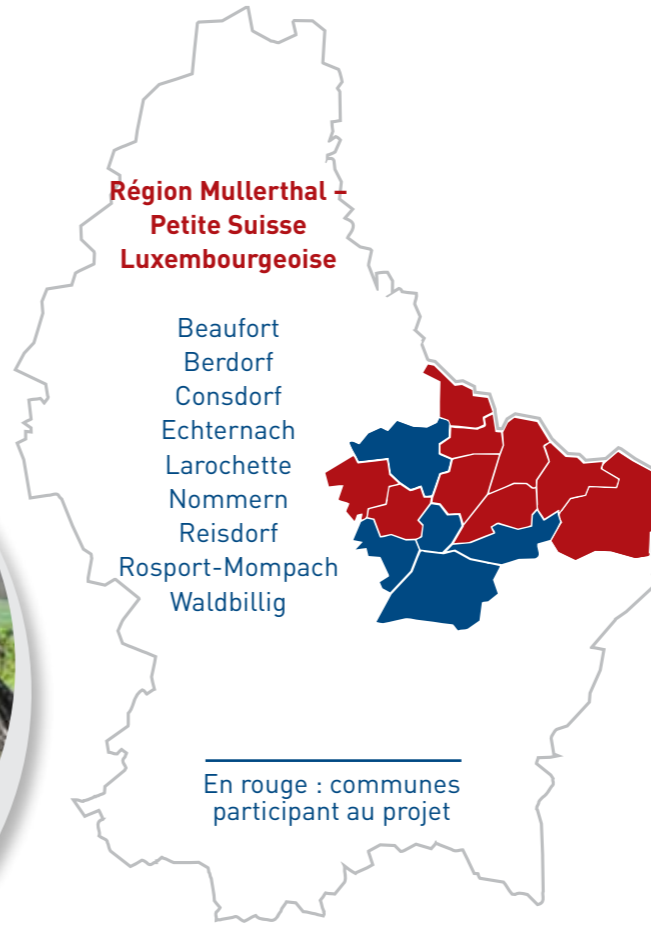 Région Mullerthal –
Petite Suisse
Luxembourgeoise
Beaufort
Berdorf
Consdorf
Echternach
Larochette
Nommern
Reisdorf
Rosport-Mompach
Waldbillig
En rouge : communes
participant au projet